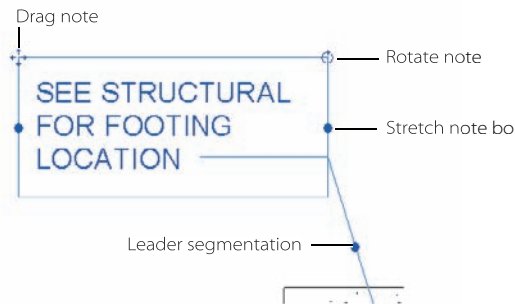 Drag note
Rotate note
SEE STRUCTURAL
FOR FOOTING
LOCATION
Stretch note bo
Leader segmentation